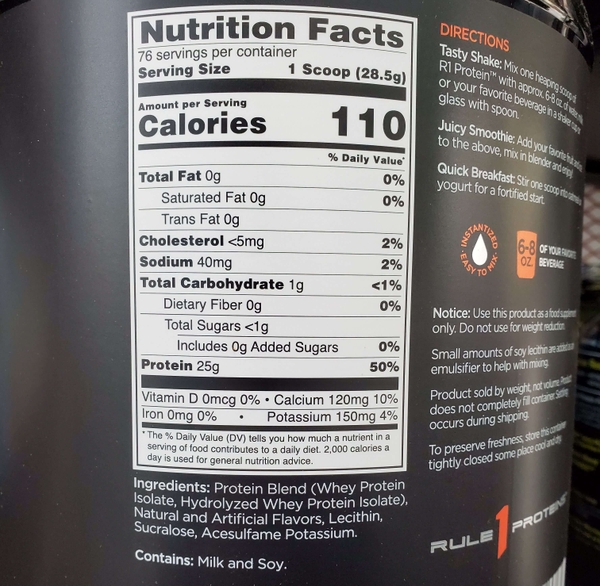 Nutrition Facts
76 servings per container
Serving Size 1 Scoop (28.5g)
Amount per Serving
Calories 110
% Daily Value*
Total Fat 0g 0%
Saturated Fat 0g 0%
Trans Fat 0g
Cholesterol <5mg 2%
Sodium 40mg 2%
Total Carbohydrate 1g <1%
Dietary Fiber 0g 0%
Total Sugars <1g
Includes 0g Added Sugars 0%
Protein 25g 50%
Vitamin D 0mcg 0% • Calcium 120mg 10%
Iron 0mg 0% • Potassium 150mg 4%
* The % Daily Value (DV) tells you how much a nutrient in a
serving of food contributes to a daily diet. 2,000 calories a
day is used for general nutrition advice.
Ingredients: Protein Blend (Whey Protein
Isolate, Hydrolyzed Whey Protein Isolate),
Natural and Artificial Flavors, Lecithin,
Sucralose, Acesulfame Potassium.
Contains: Milk and Soy.
DIRECTIONS
Tasty Shake: Mix one heaping scoop of
R1 Protein™ with approx. 6-8 oz. of water
or your favorite beverage in a shaker cup or
glass with spoon.
Juicy Smoothie: Add your favorite fruit
to the above, mix in blender and enjoy!
Quick Breakfast: Stir one scoop into oatmeal
yogurt for a fortified start.
INSTANTIZED
EASY TO MIX
6-8 OZ.
OF YOUR FAVORITE
BEVERAGE
Notice: Use this product as a food supplement
only. Do not use for weight reduction.
Small amounts of soy lecithin are added
emulsifier to help with mixing.
Product sold by weight, not volume. Product
does not completely fill container. Settling
occurs during shipping.
To preserve freshness, store this container
tightly closed some place cool and dry.
RULE 1 PROTEINS